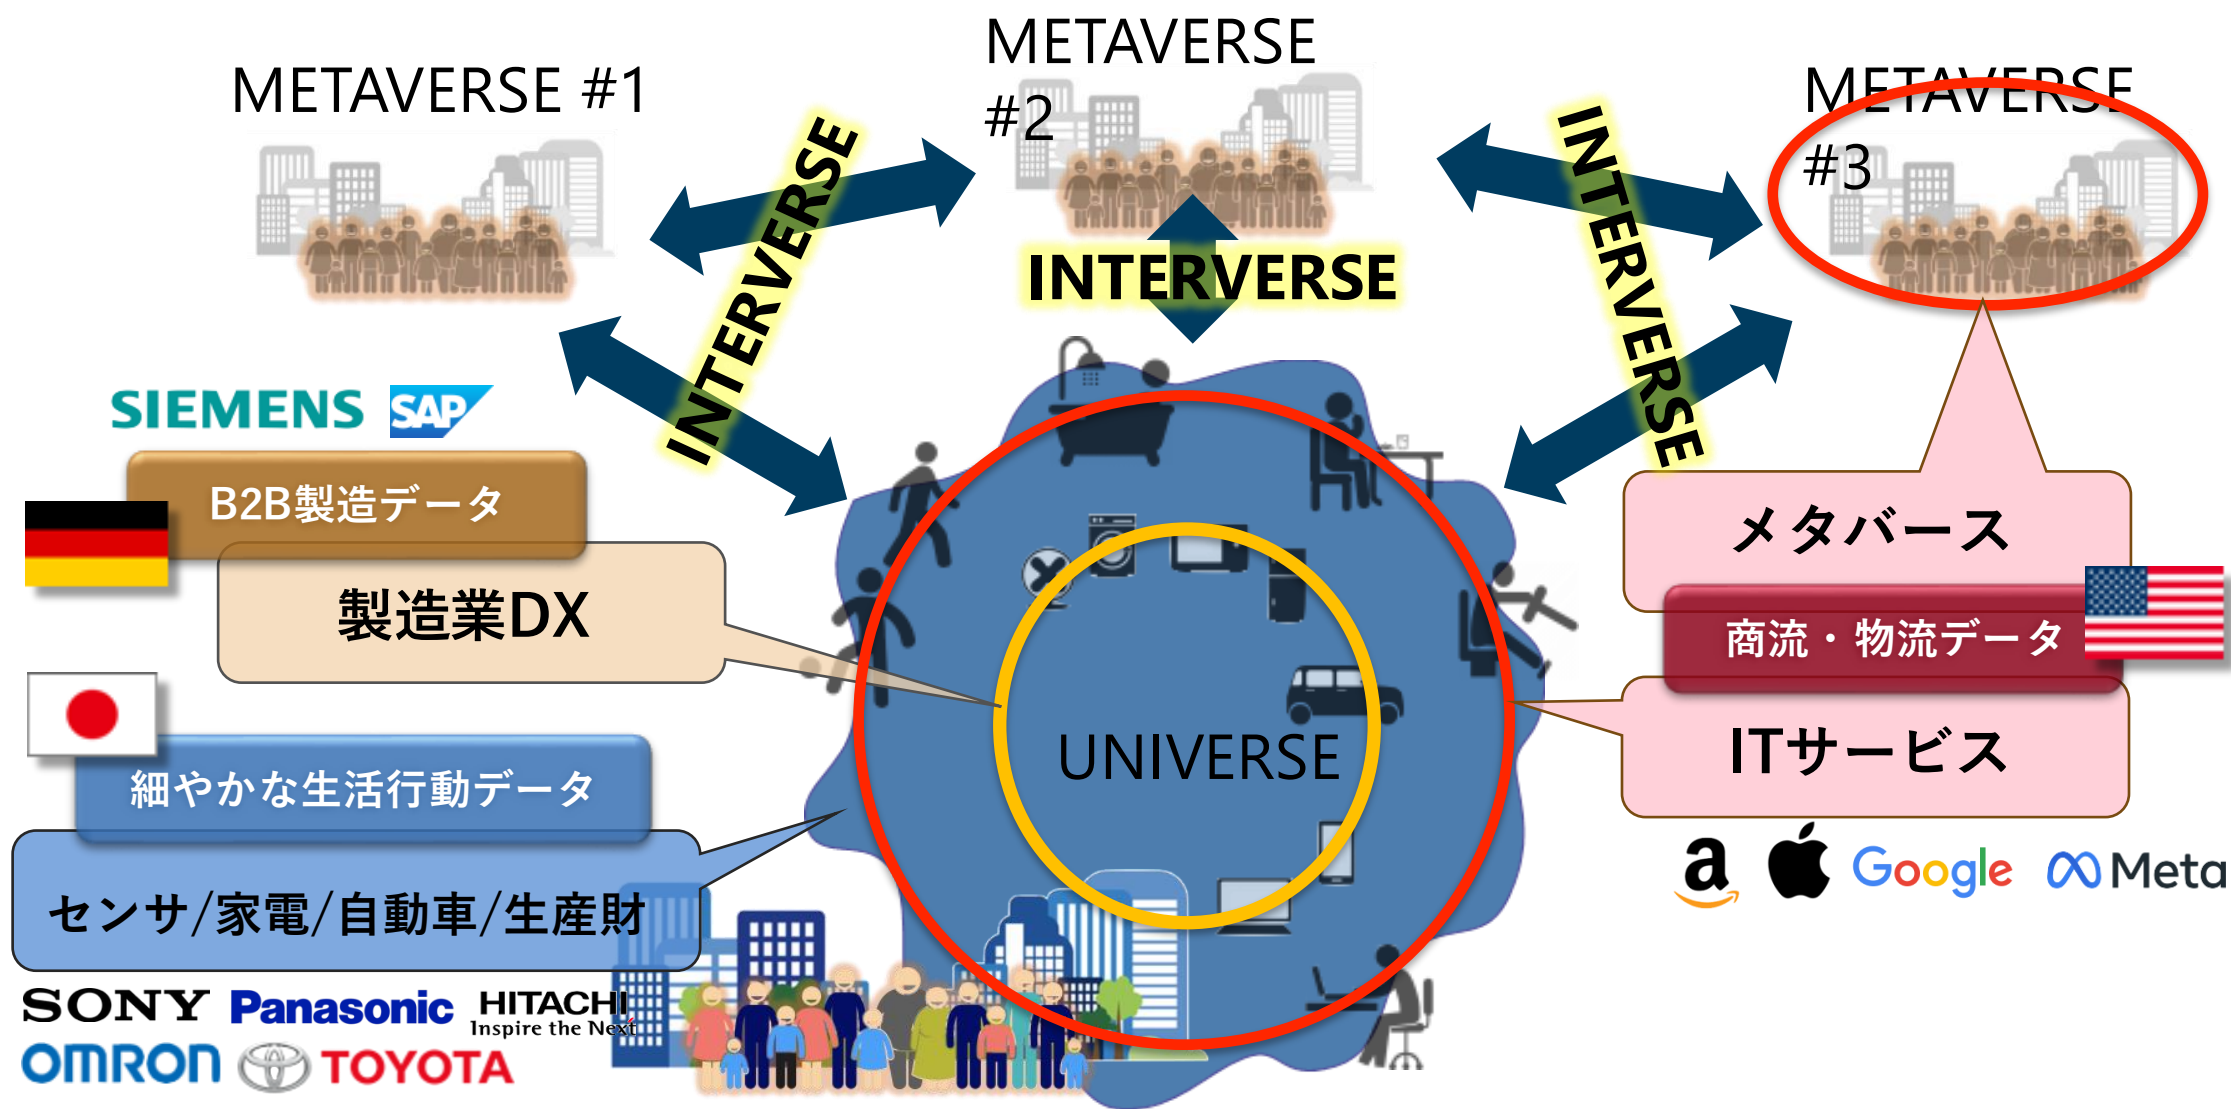 METAVERSE #1
METAVERSE
#2
METAVERSE
#3
INTERVERSE
INTERVERSE
INTERVERSE
SIEMENS SAP
B2B製造データ
製造業DX
細やかな生活行動データ
センサ/家電/自動車/生産財
SONY Panasonic HITACHI
Inspire the Next
OMRON TOYOTA
UNIVERSE
メタバース
商流・物流データ
ITサービス
a Google Meta